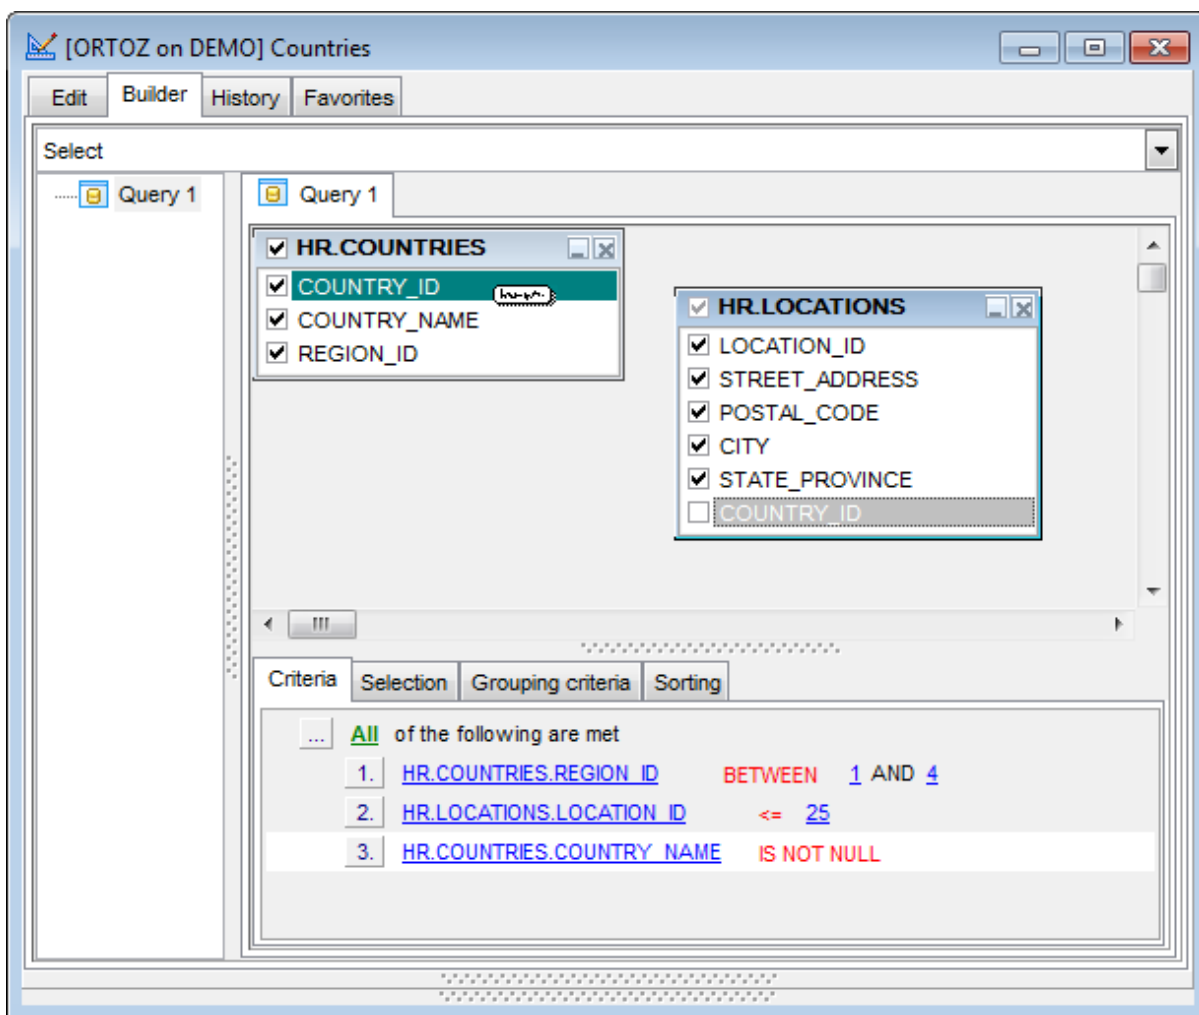 [ORTOZ on DEMO] Countries
Edit Builder History Favorites
Select
Query 1
Query 1
HR.COUNTRIES
COUNTRY_ID
COUNTRY_NAME
REGION_ID
HR.LOCATIONS
LOCATION_ID
STREET_ADDRESS
POSTAL_CODE
CITY
STATE_PROVINCE
COUNTRY_ID
Criteria Selection Grouping criteria Sorting
... All of the following are met
1. HR.COUNTRIES.REGION_ID BETWEEN 1 AND 4
2. HR.LOCATIONS.LOCATION_ID <= 25
3. HR.COUNTRIES.COUNTRY_NAME IS NOT NULL